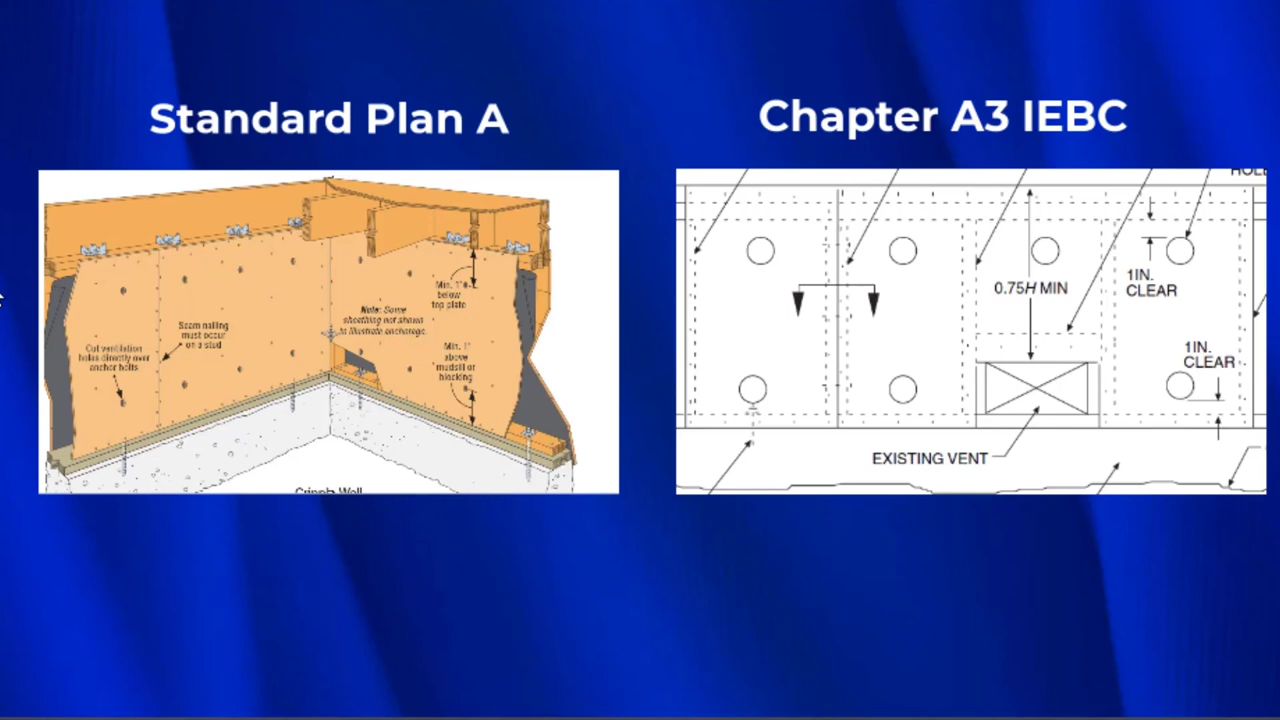 Standard Plan A
Chapter A3 IEBC
Min. 1"
below
top plate
Note: Some
sheathing not shown
to illustrate anchorage.
Seam nailing
must occur
on a stud
Cut ventilation
holes directly over
anchor bolts
Min. 1"
above
mudsill or
blocking
0.75H MIN
1IN.
CLEAR
1IN.
CLEAR
EXISTING VENT